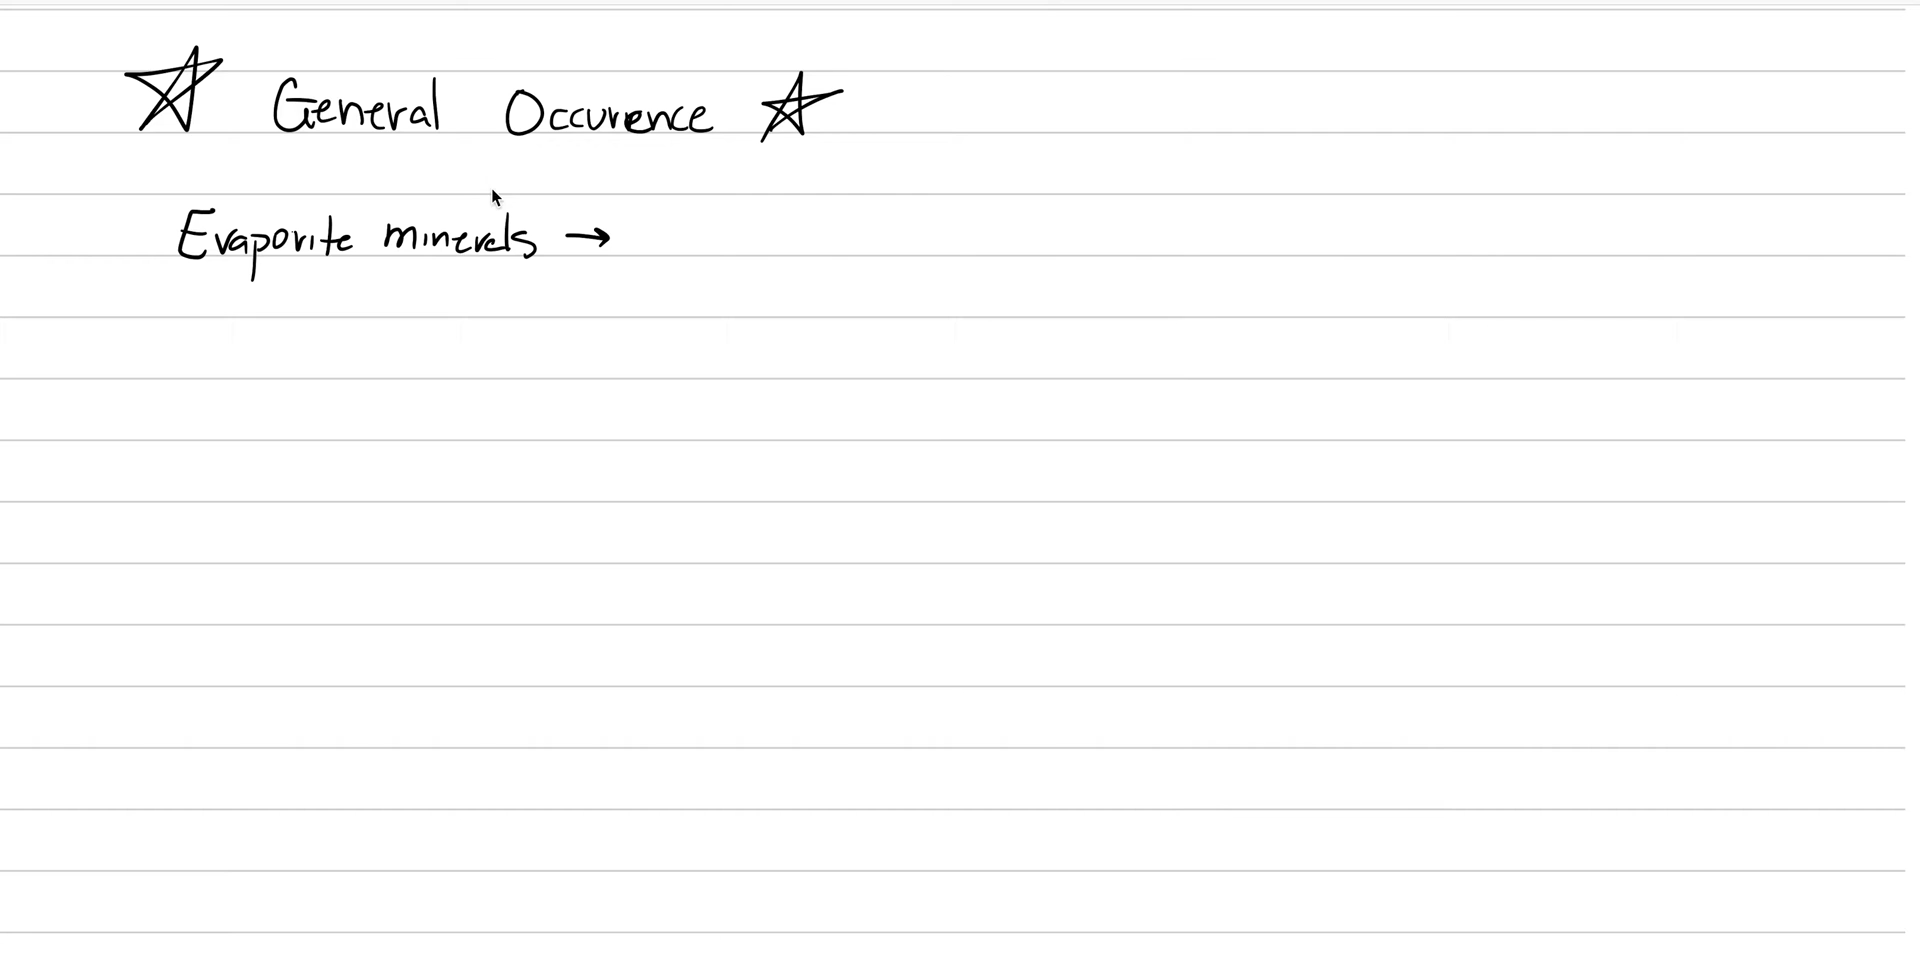 ☆ General Occurence ☆
Evaporite minerals →